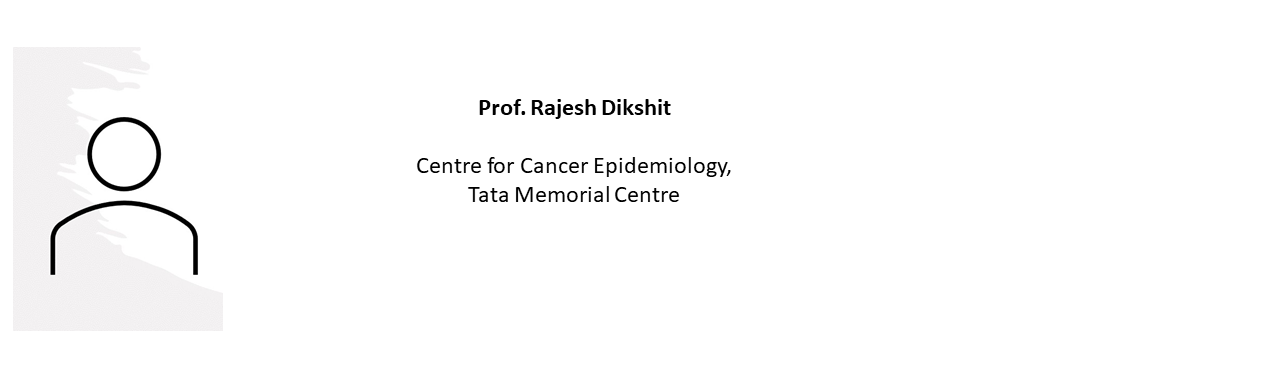 Prof. Rajesh Dikshit
Centre for Cancer Epidemiology,
Tata Memorial Centre